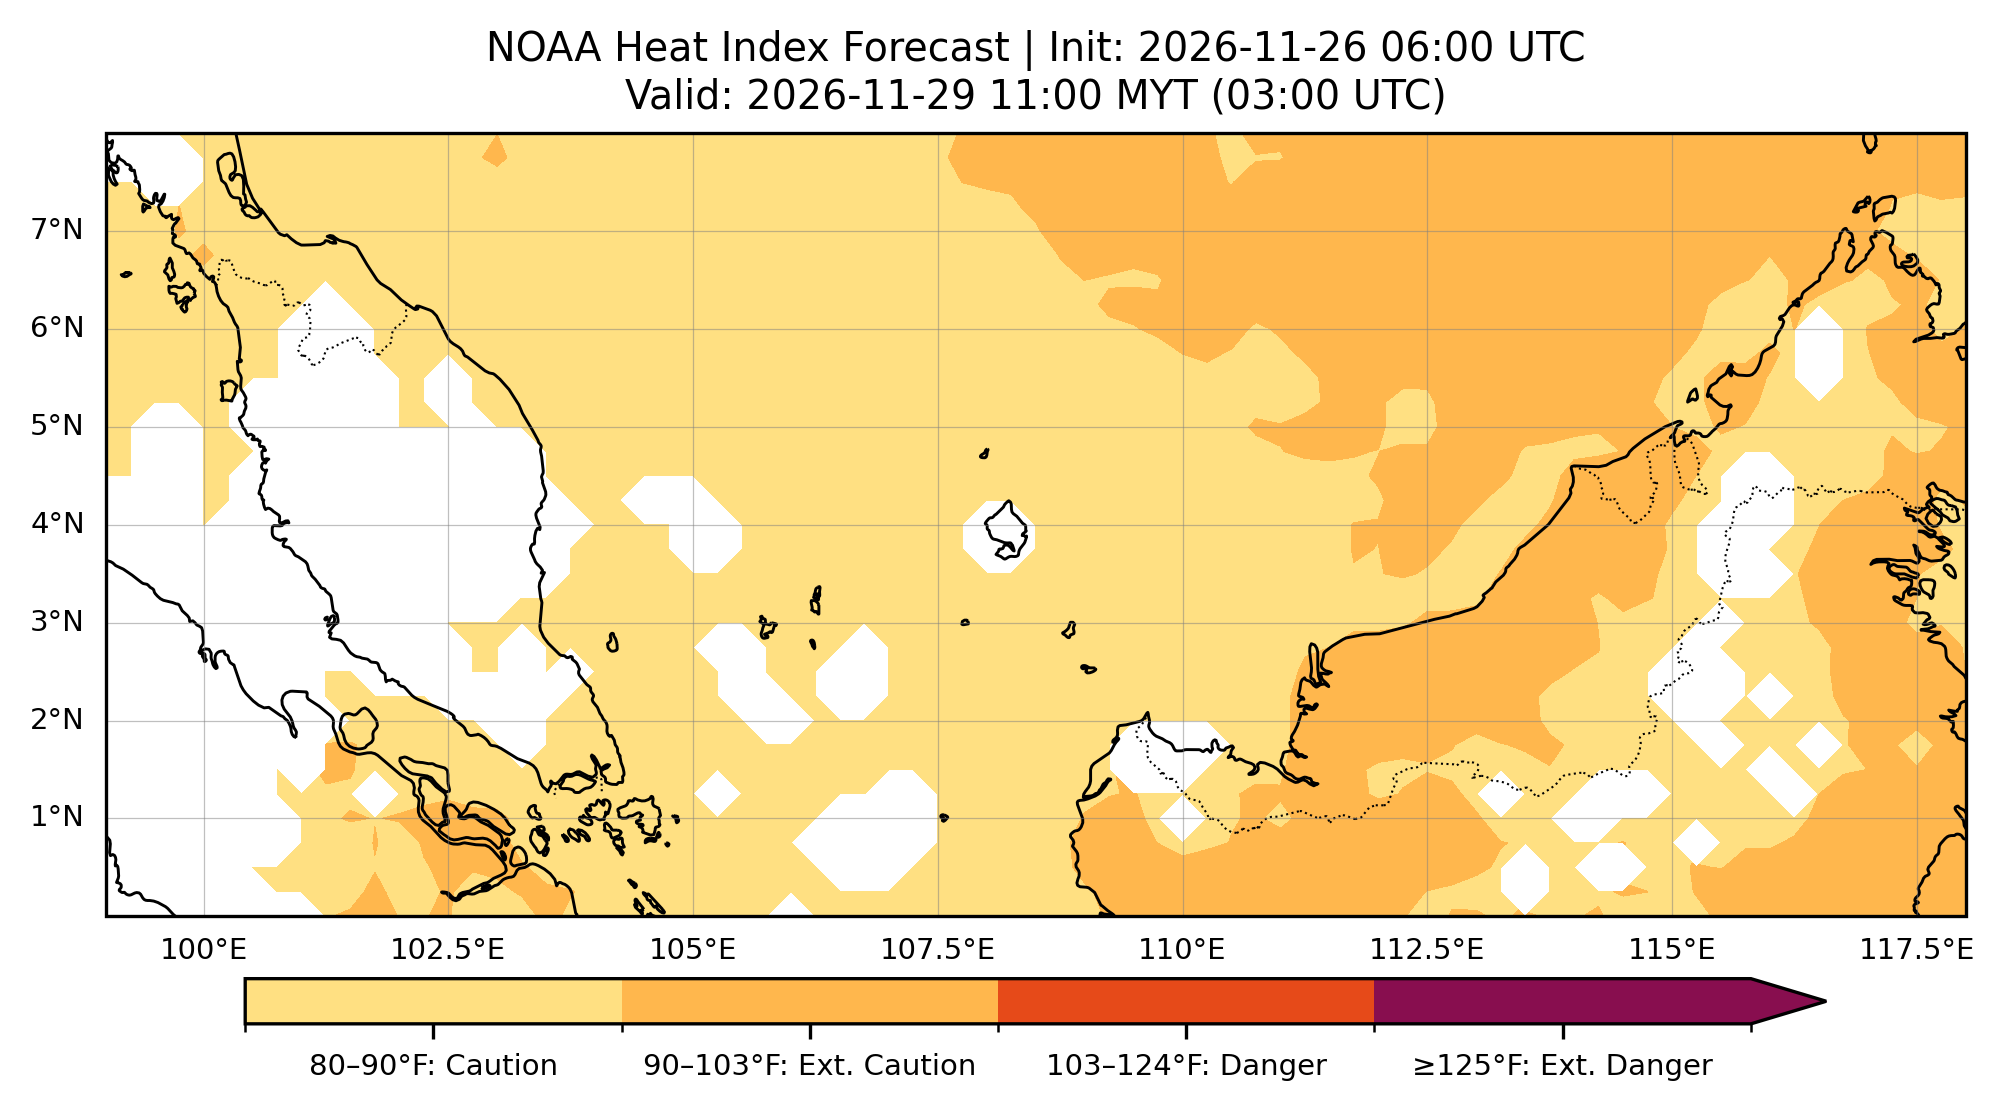 NOAA Heat Index Forecast | Init: 2026-11-26 06:00 UTC
Valid: 2026-11-29 11:00 MYT (03:00 UTC)
7°N
6°N
5°N
4°N
3°N
2°N
1°N
100°E 102.5°E 105°E 107.5°E 110°E 112.5°E 115°E 117.5°E
80–90°F: Caution 90–103°F: Ext. Caution 103–124°F: Danger ≥125°F: Ext. Danger